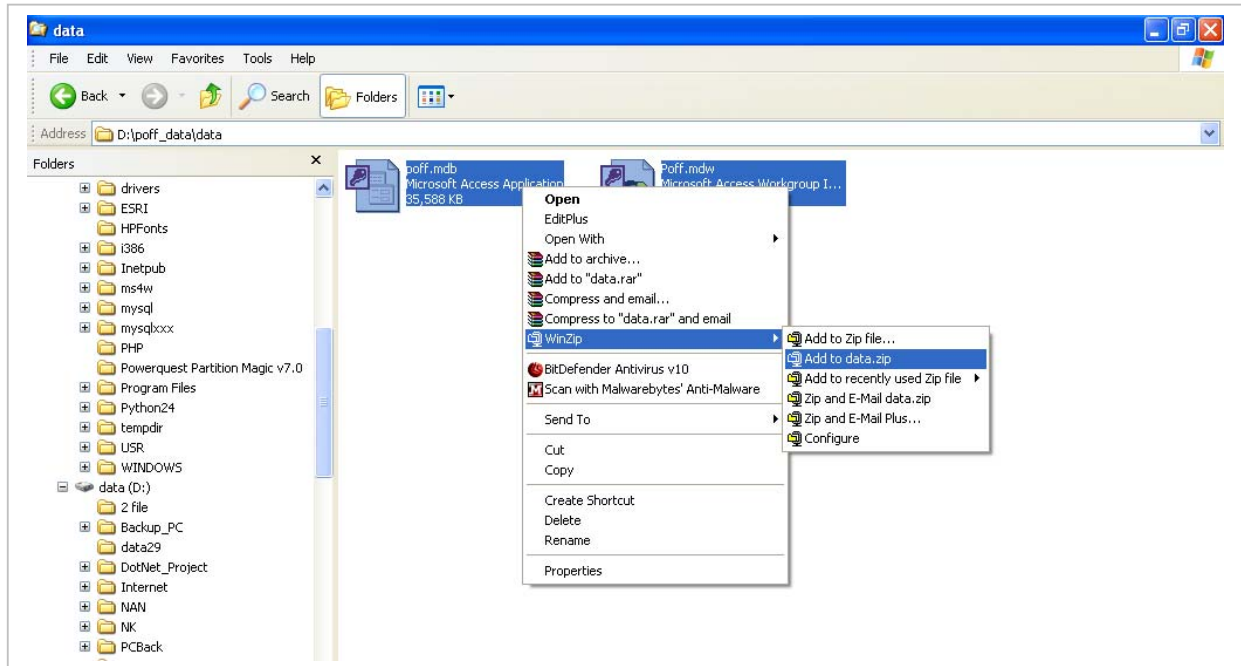 data
File Edit View Favorites Tools Help
Back Search Folders
Address D:\poff_data\data
Folders
drivers
ESRI
HPFonts
i386
Inetpub
ms4w
mysql
mysqlxxx
PHP
Powerquest Partition Magic v7.0
Program Files
Python24
tempdir
USR
WINDOWS
data (D:)
2 file
Backup_PC
data29
DotNet_Project
Internet
NAN
NK
PCBack
poff.mdb
Microsoft Access Application
35,588 KB
Poff.mdw
Microsoft Access Workgroup I...
Open
EditPlus
Open With
Add to archive...
Add to "data.rar"
Compress and email...
Compress to "data.rar" and email
WinZip
BitDefender Antivirus v10
Scan with Malwarebytes' Anti-Malware
Send To
Cut
Copy
Create Shortcut
Delete
Rename
Properties
Add to Zip file...
Add to data.zip
Add to recently used Zip file
Zip and E-Mail data.zip
Zip and E-Mail Plus...
Configure